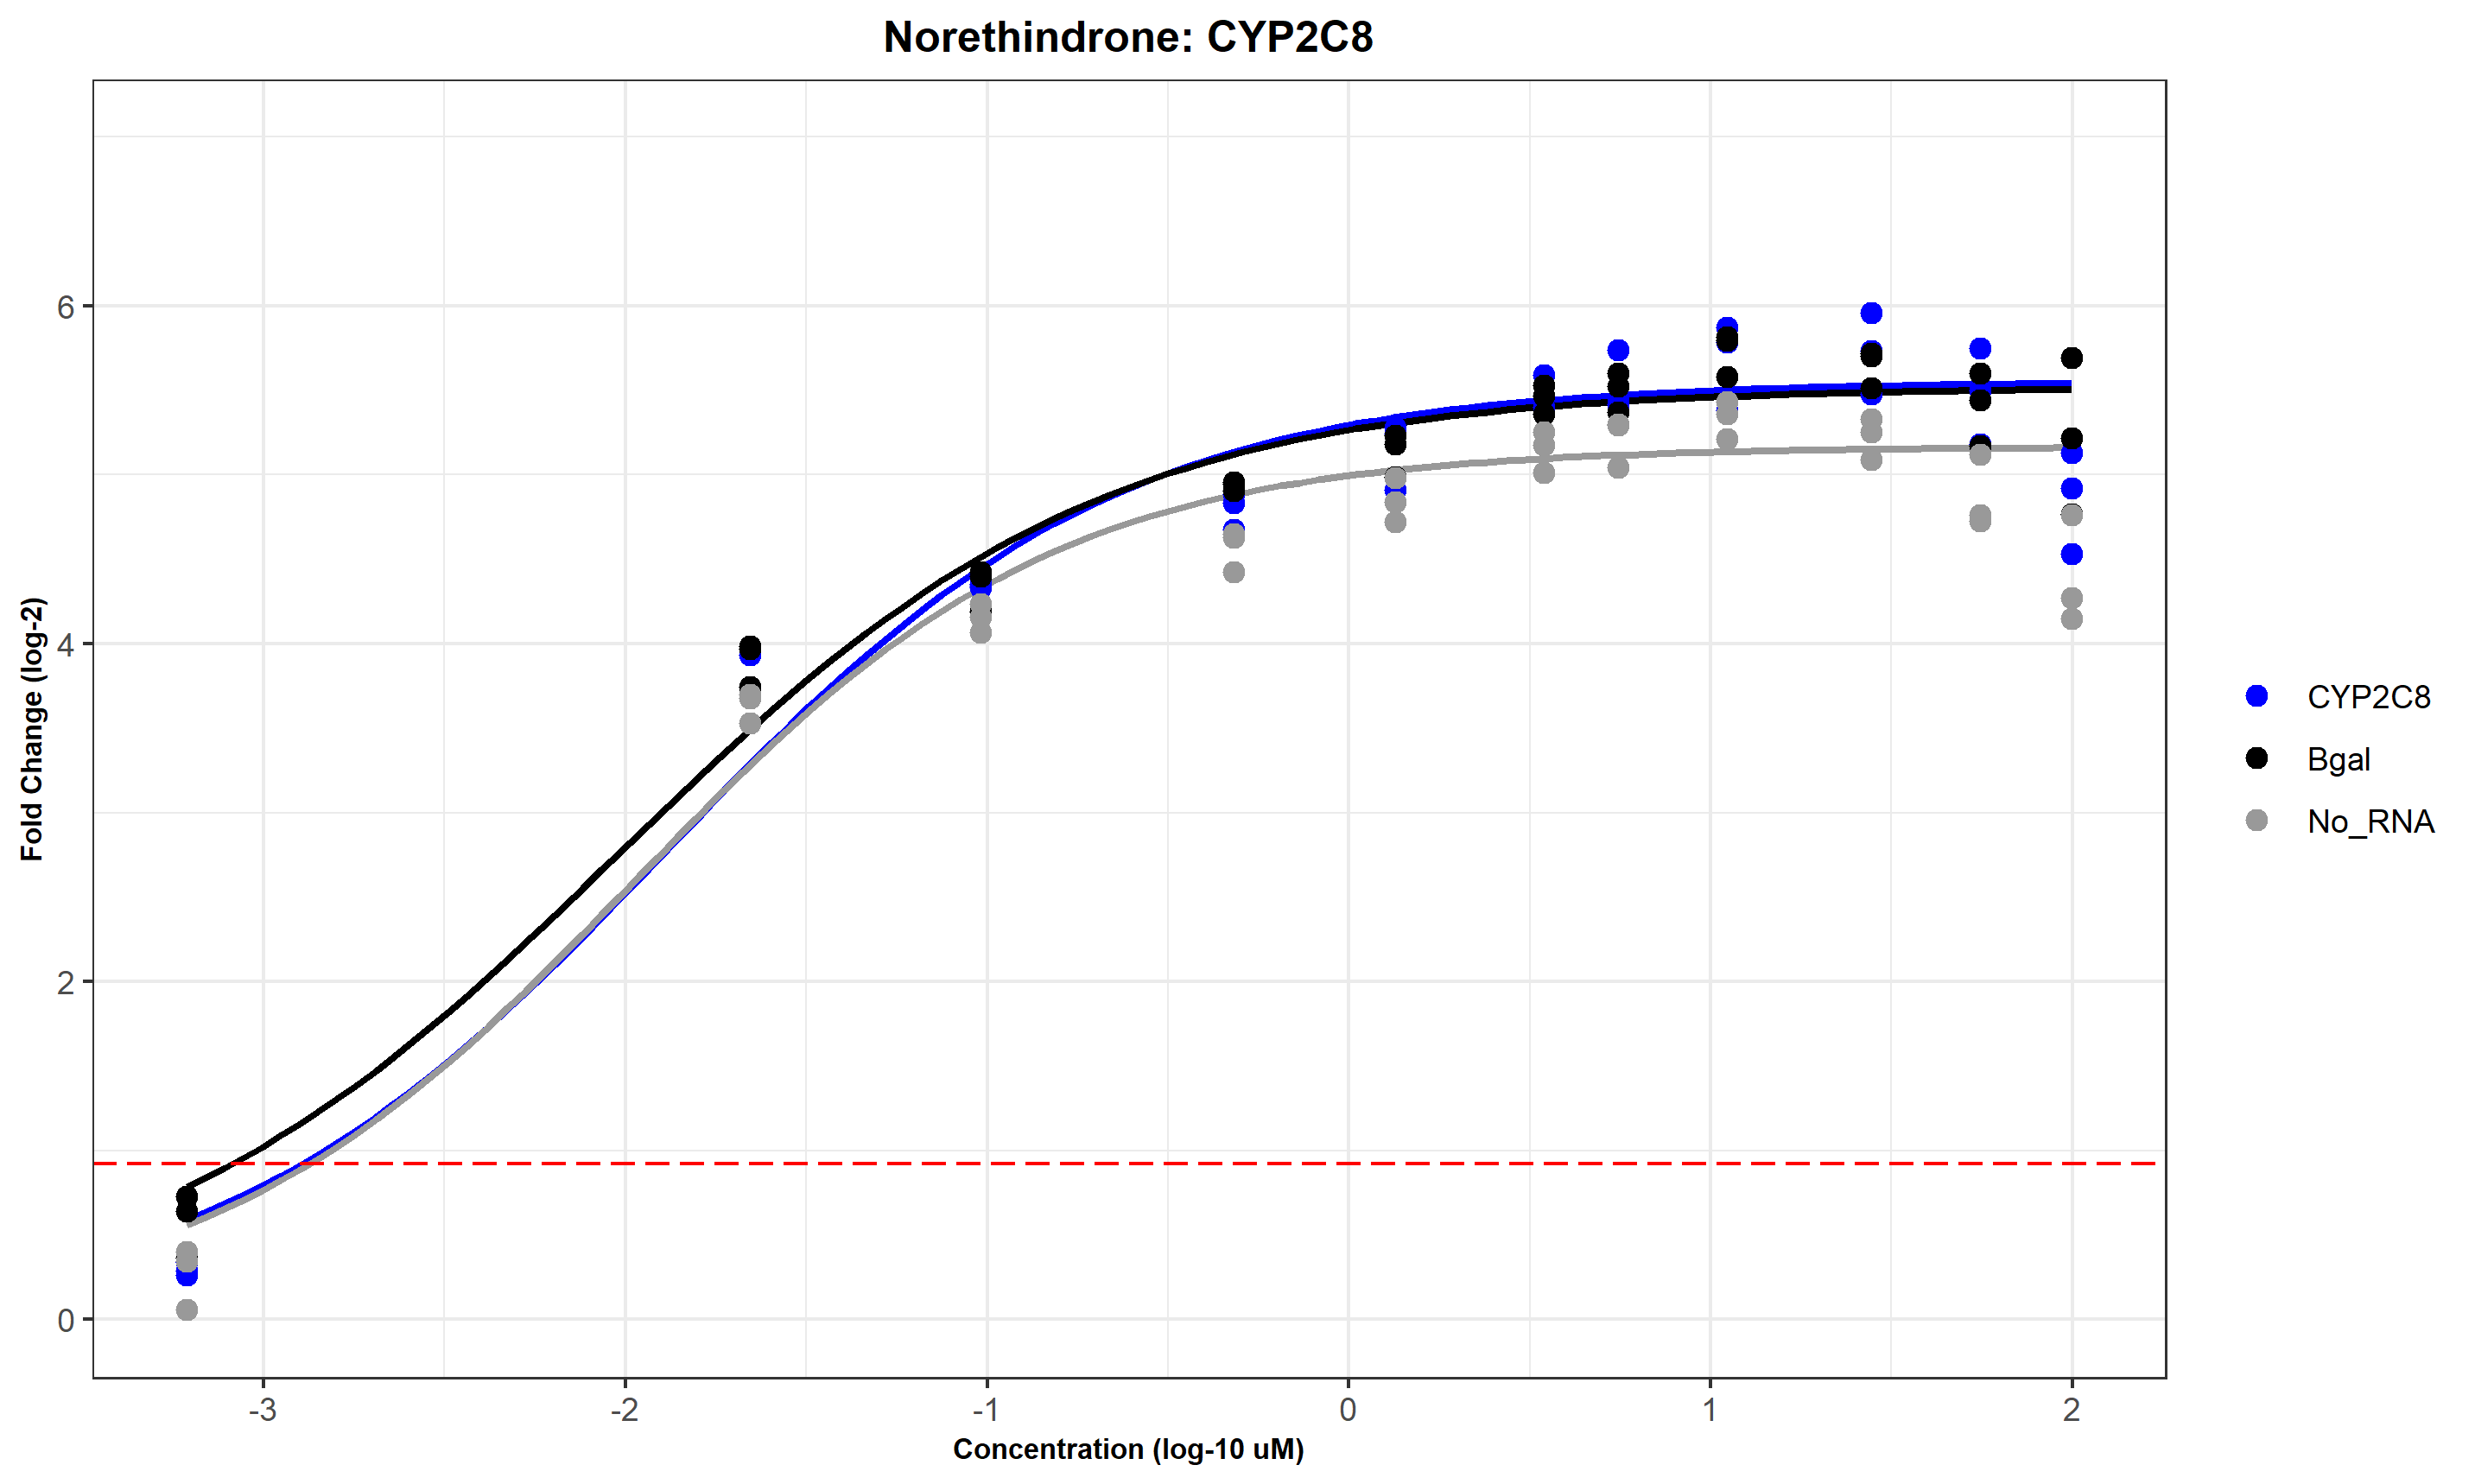 Norethindrone: CYP2C8
Fold Change (log-2)
6
4
2
0
-3 -2 -1 0 1 2
Concentration (log-10 uM)
CYP2C8
Bgal
No_RNA